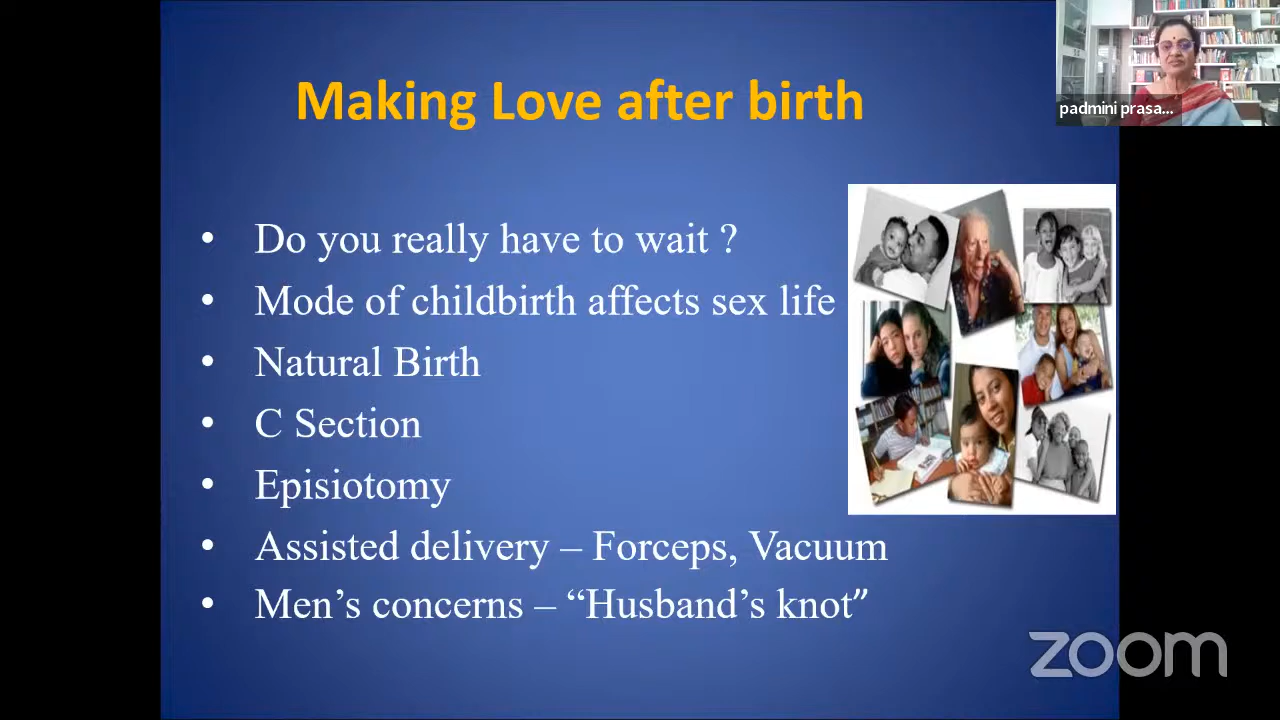 Making Love after birth
padmini prasa...
• Do you really have to wait ?
• Mode of childbirth affects sex life
• Natural Birth
• C Section
• Episiotomy
• Assisted delivery – Forceps, Vacuum
• Men’s concerns – “Husband’s knot”
zoom